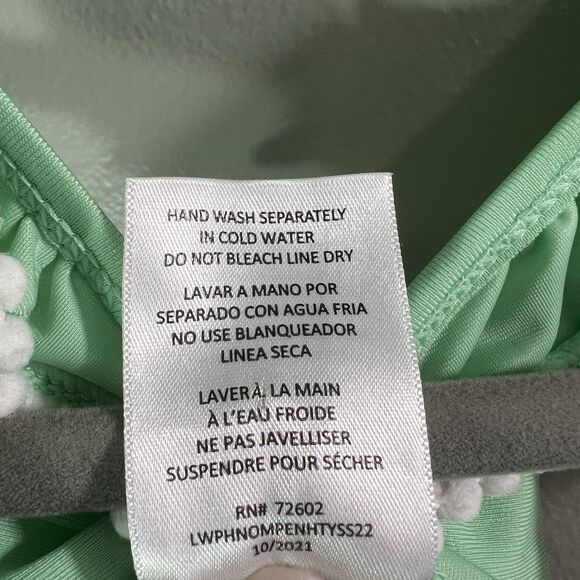 HAND WASH SEPARATELY
IN COLD WATER
DO NOT BLEACH LINE DRY
LAVAR A MANO POR
SEPARADO CON AGUA FRIA
NO USE BLANQUEADOR
LINEA SECA
LAVER À LA MAIN
À L'EAU FROIDE
NE PAS JAVELLISER
SUSPENDRE POUR SÉCHER
RN# 72602
LWPHNOMPENHTYSS22
10/2021